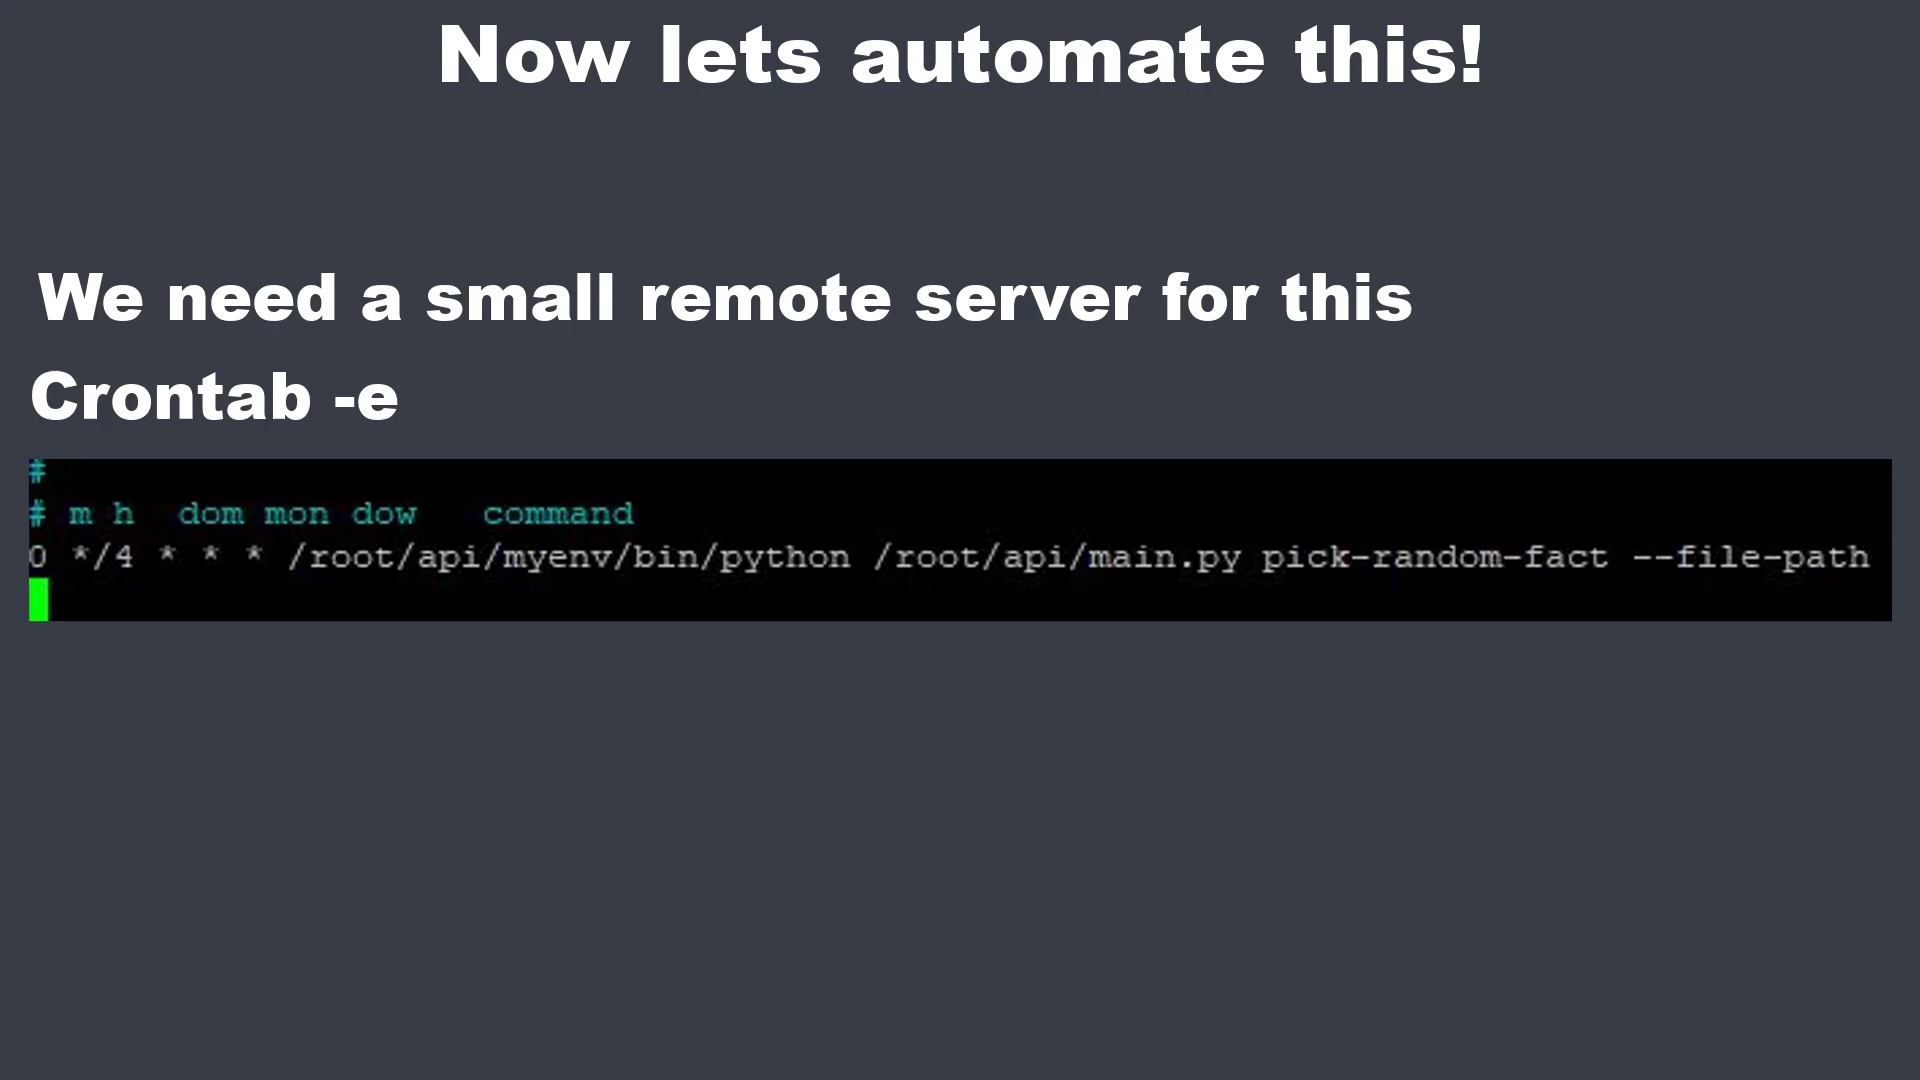 Now lets automate this!
We need a small remote server for this
Crontab -e
#
# m h  dom mon dow   command
0 */4 * * * /root/api/myenv/bin/python /root/api/main.py pick-random-fact --file-path